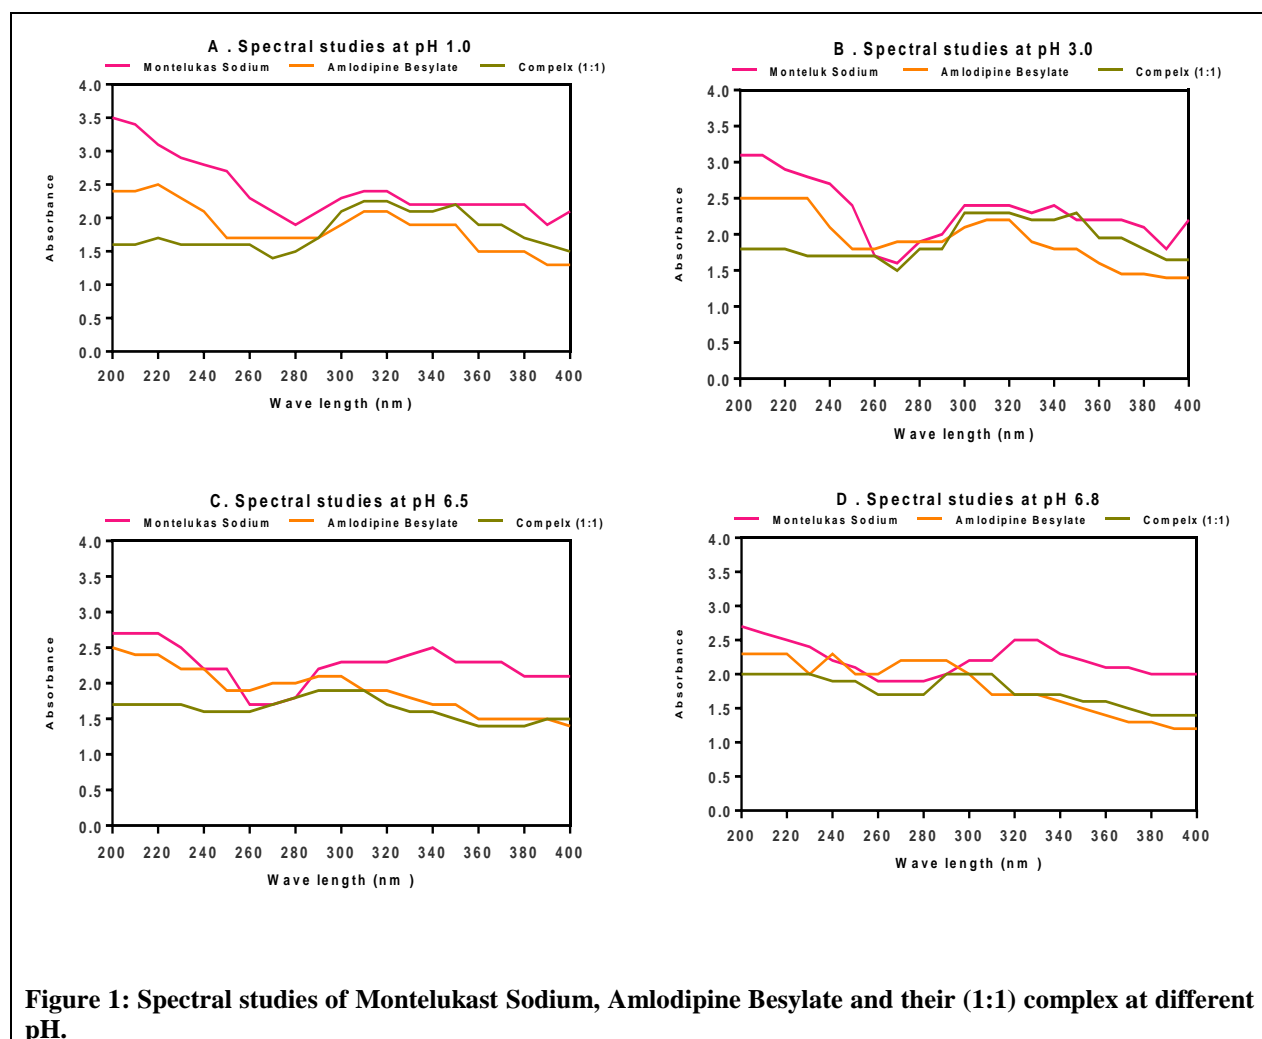 A . Spectral studies at pH 1.0
Montelukas Sodium Amlodipine Besylate Compelx (1:1)
Absorbance
4.0
3.5
3.0
2.5
2.0
1.5
1.0
0.5
0.0
200 220 240 260 280 300 320 340 360 380 400
Wave length (nm)
B . Spectral studies at pH 3.0
Monteluk Sodium Amlodipine Besylate Compelx (1:1)
Absorbance
4.0
3.5
3.0
2.5
2.0
1.5
1.0
0.5
0.0
200 220 240 260 280 300 320 340 360 380 400
Wave length (nm)
C. Spectral studies at pH 6.5
Montelukas Sodium Amlodipine Besylate Compelx (1:1)
Absorbance
4.0
3.5
3.0
2.5
2.0
1.5
1.0
0.5
0.0
200 220 240 260 280 300 320 340 360 380 400
Wave length (nm )
D . Spectral studies at pH 6.8
Montelukas Sodium Amlodipine Besylate Compelx (1:1)
Absorbance
4.0
3.5
3.0
2.5
2.0
1.5
1.0
0.5
0.0
200 220 240 260 280 300 320 340 360 380 400
Wave length (nm )
Figure 1: Spectral studies of Montelukast Sodium, Amlodipine Besylate and their (1:1) complex at different
pH.